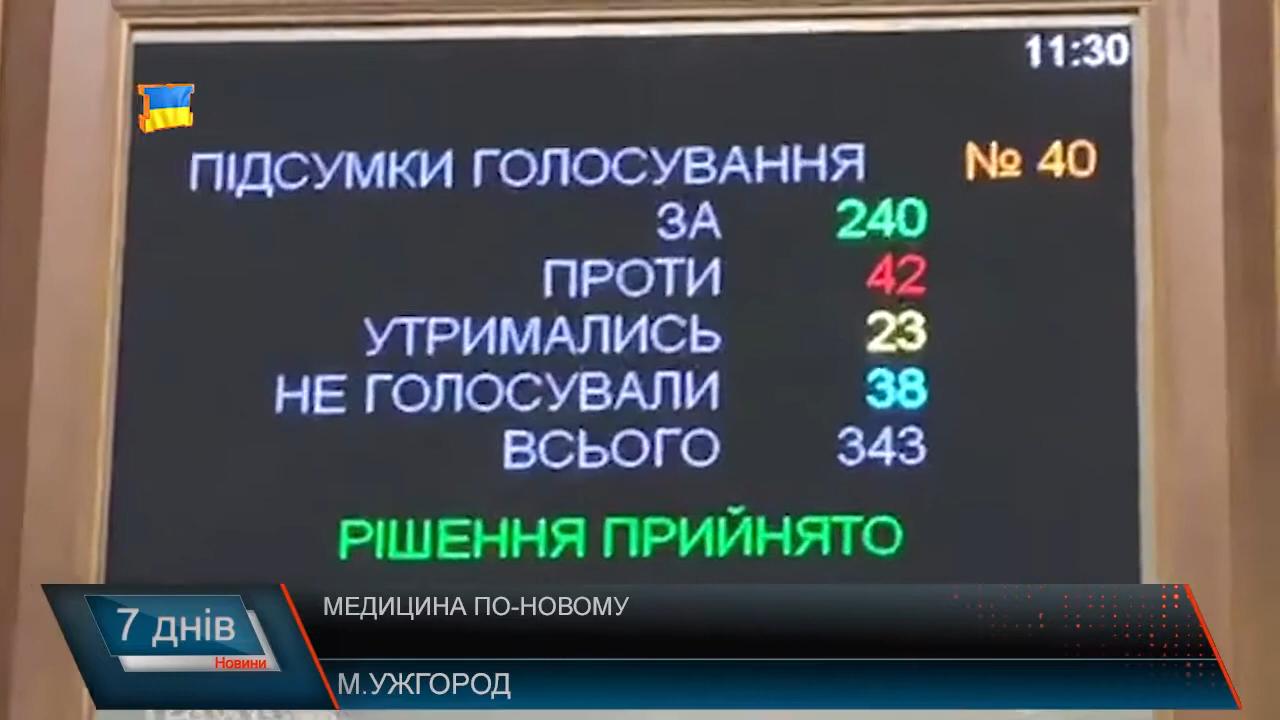 11:30
ПІДСУМКИ ГОЛОСУВАННЯ № 40
ЗА 240
ПРОТИ 42
УТРИМАЛИСЬ 23
НЕ ГОЛОСУВАЛИ 38
ВСЬОГО 343
РІШЕННЯ ПРИЙНЯТО
7 днів
Новини
МЕДИЦИНА ПО-НОВОМУ
М.УЖГОРОД